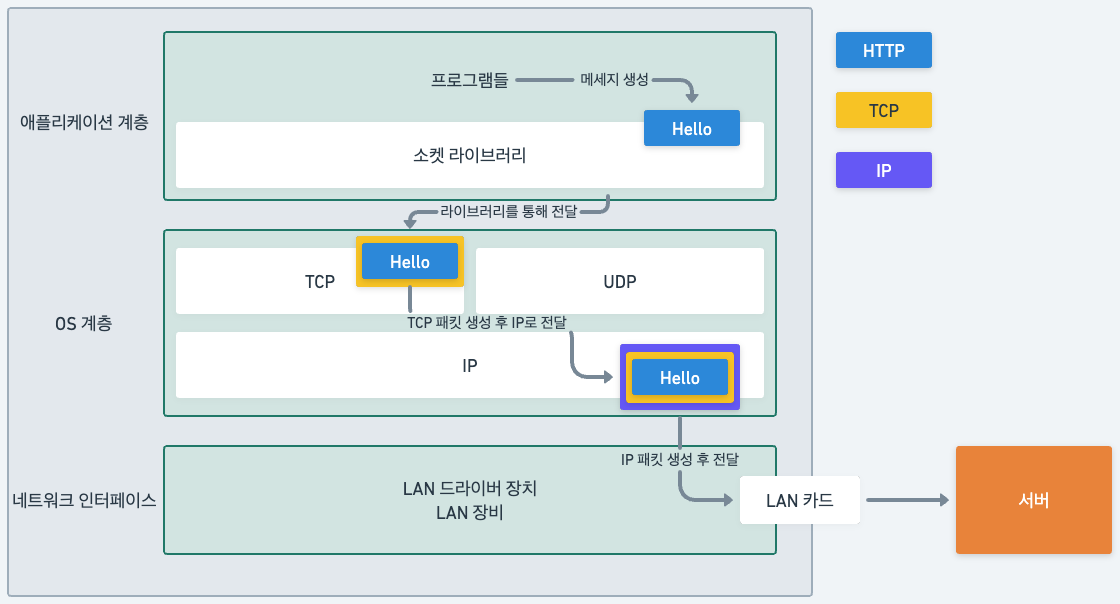 프로그램들
메세지 생성
HTTP
애플리케이션 계층
Hello
TCP
소켓 라이브러리
IP
라이브러리를 통해 전달
Hello
TCP
UDP
OS 계층
TCP 패킷 생성 후 IP로 전달
IP
Hello
IP 패킷 생성 후 전달
네트워크 인터페이스
LAN 드라이버 장치
LAN 장비
LAN 카드
서버